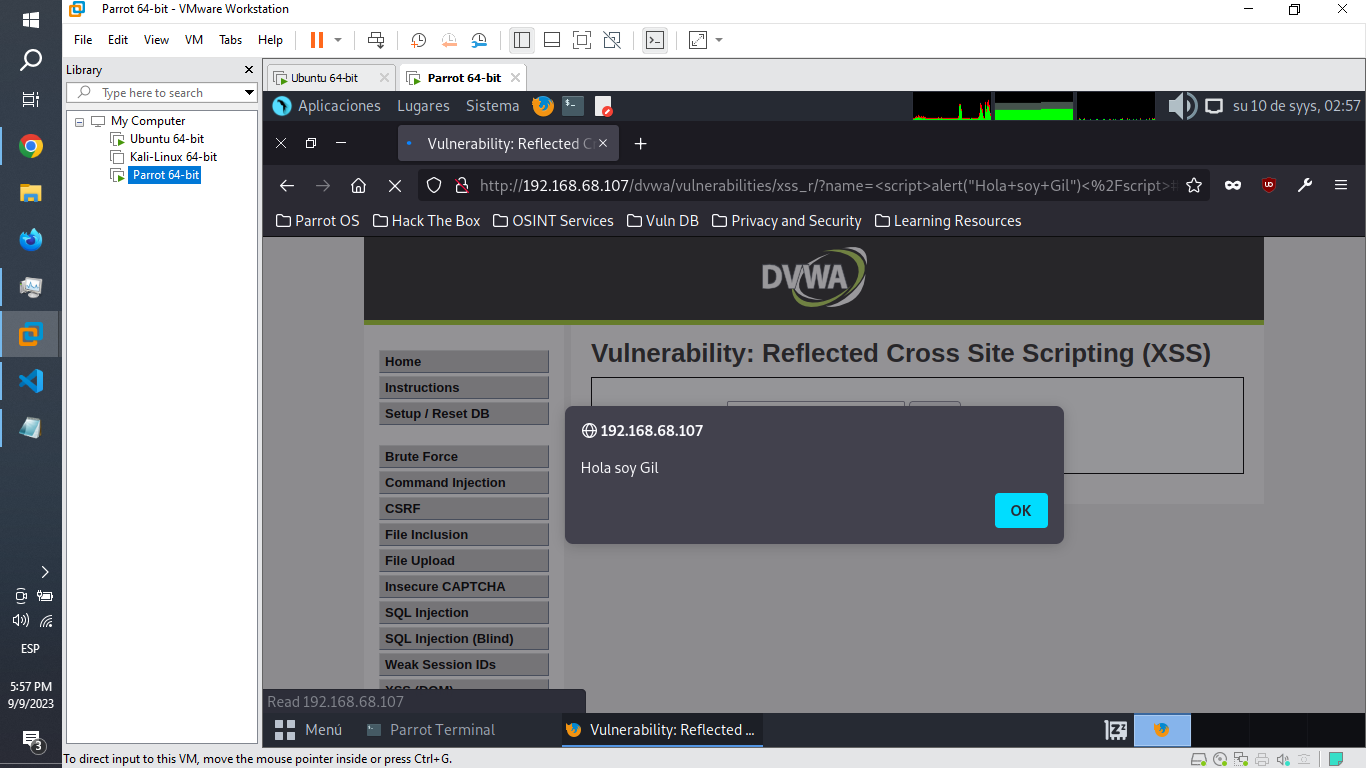 Parrot 64-bit - VMware Workstation
File Edit View VM Tabs Help
Library
Type here to search
My Computer
Ubuntu 64-bit
Kali-Linux 64-bit
Parrot 64-bit
Ubuntu 64-bit
Parrot 64-bit
Aplicaciones Lugares Sistema
su 10 de syys, 02:57
Vulnerability: Reflected C
http://192.168.68.107/dvwa/vulnerabilities/xss_r/?name=<script>alert("Hola+soy+Gil")<%2Fscript>#
Parrot OS Hack The Box OSINT Services Vuln DB Privacy and Security Learning Resources
DVWA
Home
Instructions
Setup / Reset DB
Brute Force
Command Injection
CSRF
File Inclusion
File Upload
Insecure CAPTCHA
SQL Injection
SQL Injection (Blind)
Weak Session IDs
XSS (DOM)
Vulnerability: Reflected Cross Site Scripting (XSS)
192.168.68.107
Hola soy Gil
OK
Read 192.168.68.107
Menú Parrot Terminal Vulnerability: Reflected ...
To direct input to this VM, move the mouse pointer inside or press Ctrl+G.
ESP
5:57 PM
9/9/2023
3